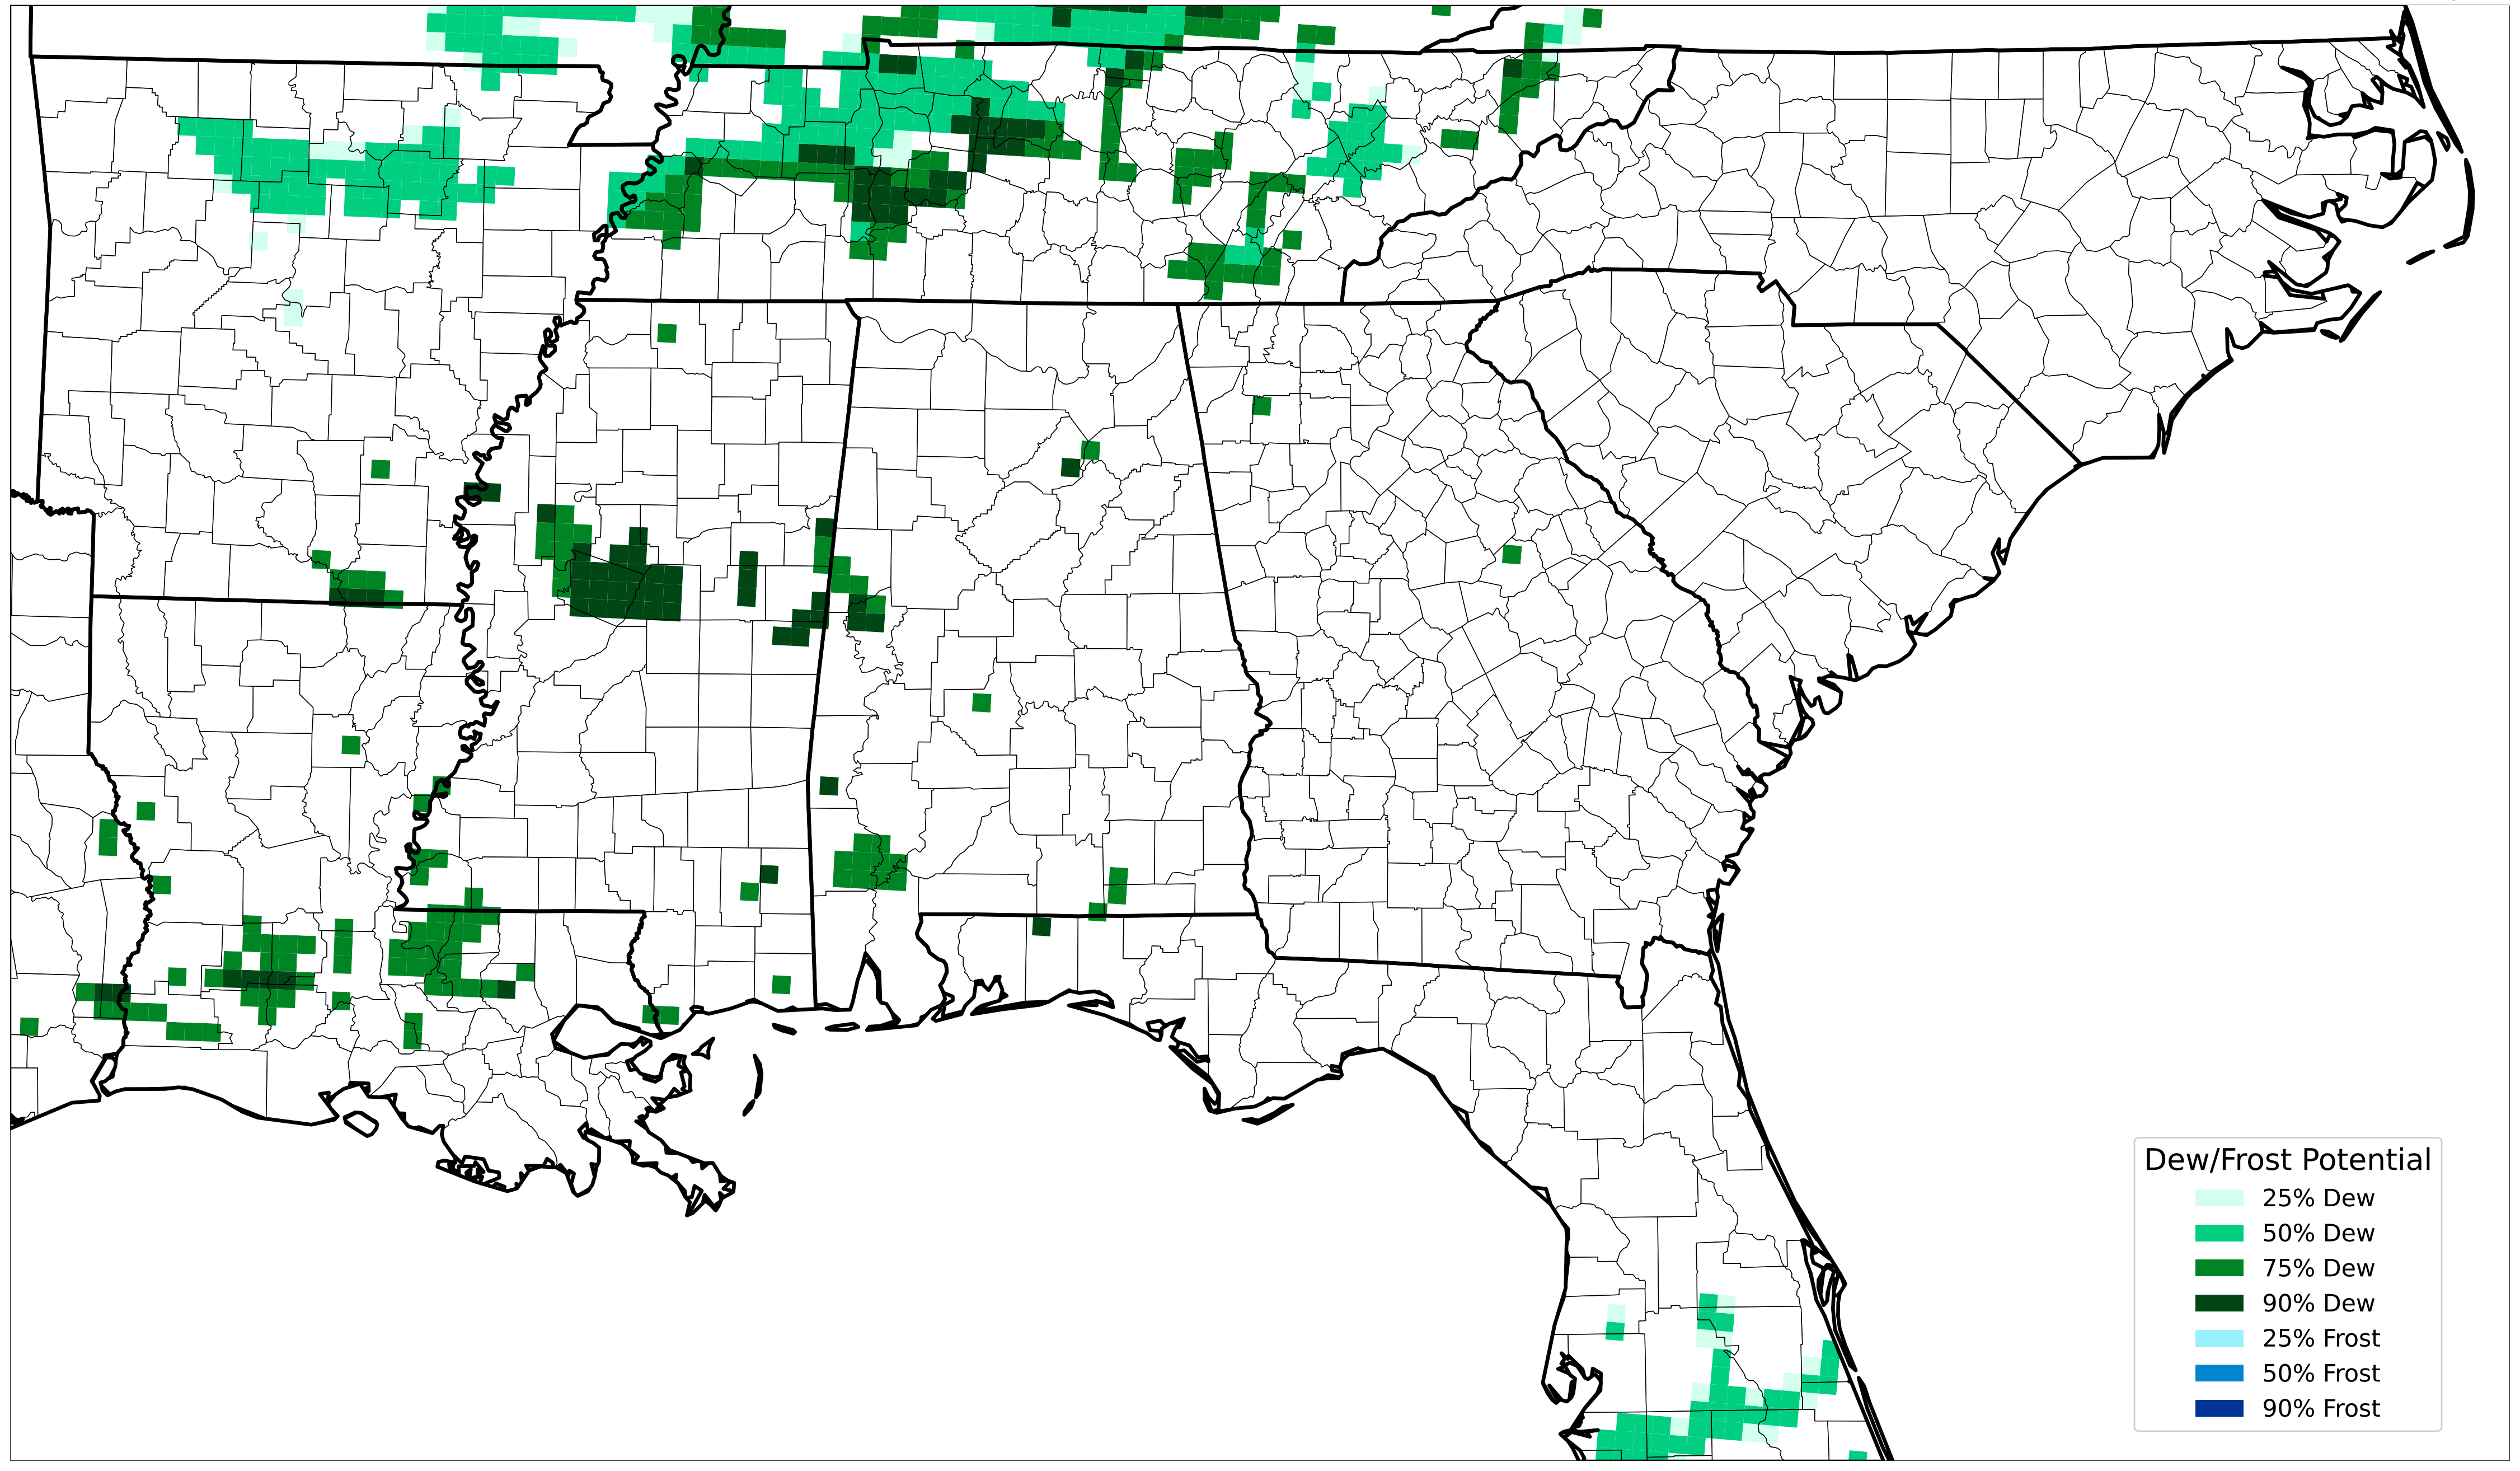 Dew/Frost Potential
25% Dew
50% Dew
75% Dew
90% Dew
25% Frost
50% Frost
90% Frost